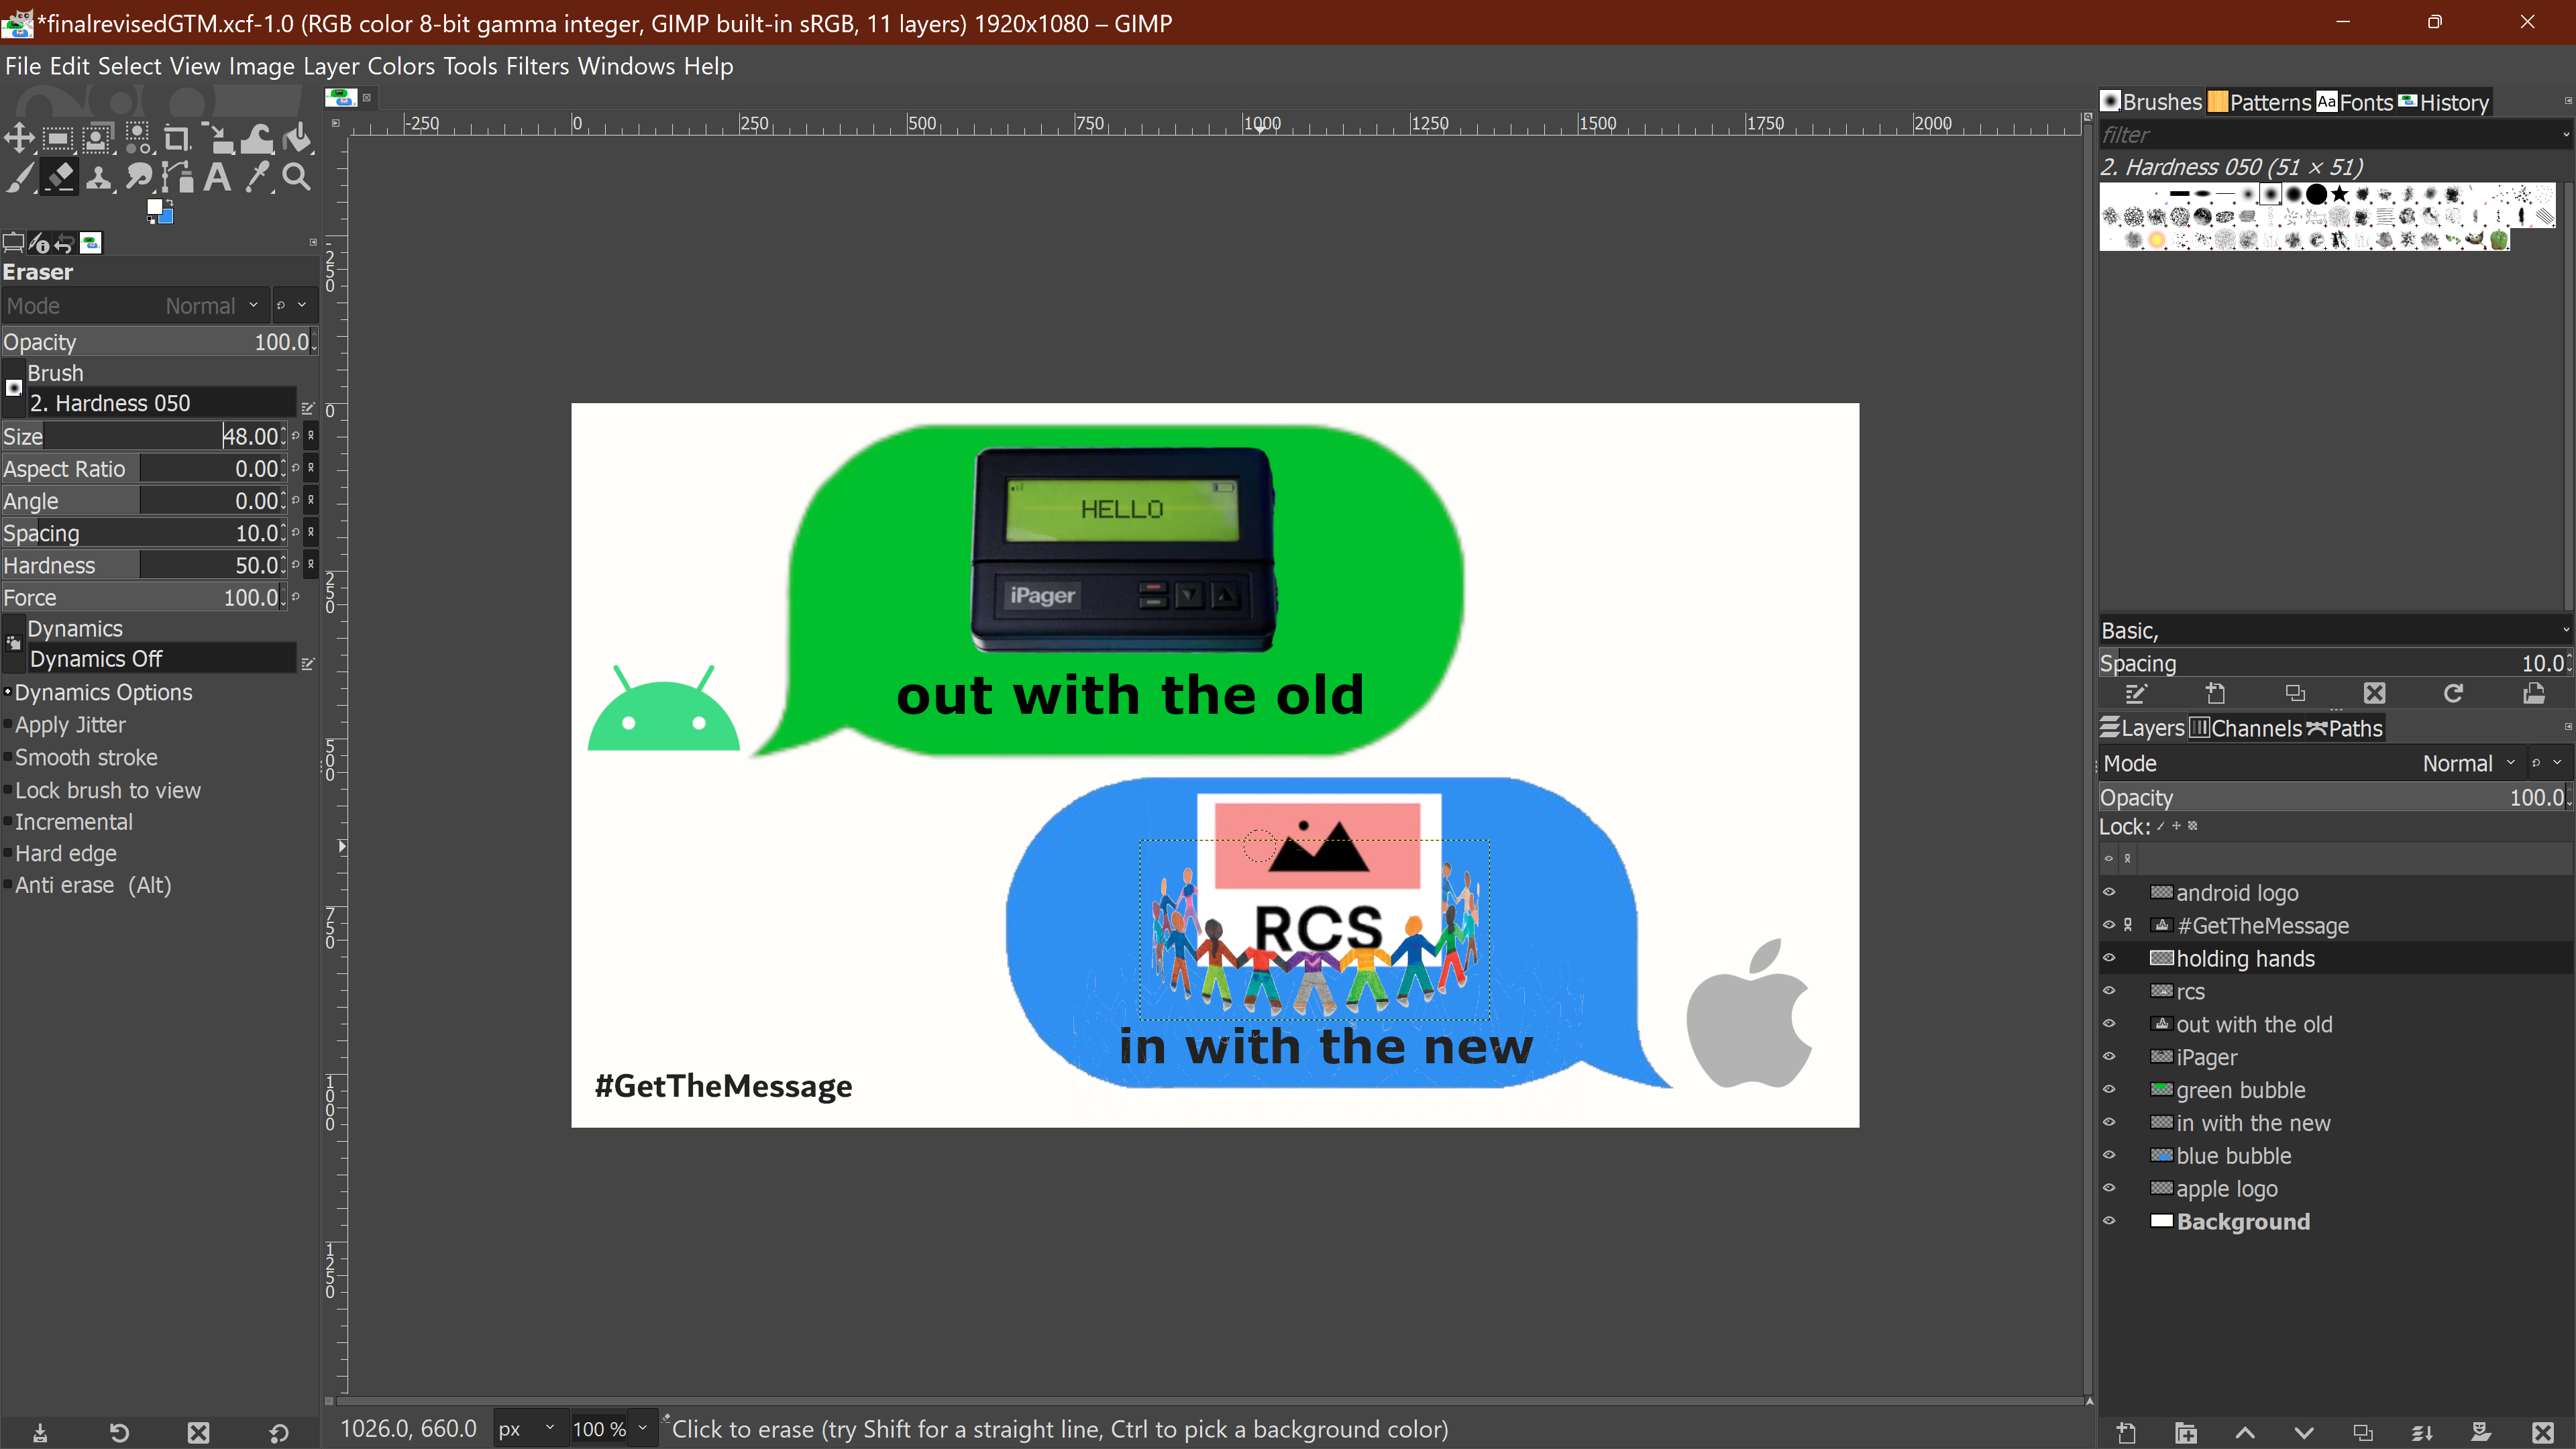 *finalrevisedGTM.xcf-1.0 (RGB color 8-bit gamma integer, GIMP built-in sRGB, 11 layers) 1920x1080 – GIMP
File Edit Select View Image Layer Colors Tools Filters Windows Help
Eraser
Mode Normal
Opacity 100.0
Brush
2. Hardness 050
Size 48.00
Aspect Ratio 0.00
Angle 0.00
Spacing 10.0
Hardness 50.0
Force 100.0
Dynamics
Dynamics Off
Dynamics Options
Apply Jitter
Smooth stroke
Lock brush to view
Incremental
Hard edge
Anti erase (Alt)
-250 0 250 500 750 1000 1250 1500 1750 2000
-250
0
250
500
750
1000
1250
HELLO
iPager
out with the old
RCS
in with the new
#GetTheMessage
1026.0, 660.0 px 100 % Click to erase (try Shift for a straight line, Ctrl to pick a background color)
Brushes Patterns Aa Fonts History
filter
2. Hardness 050 (51 × 51)
Basic,
Spacing 10.0
Layers Channels Paths
Mode Normal
Opacity 100.0
Lock:
android logo
#GetTheMessage
holding hands
rcs
out with the old
iPager
green bubble
in with the new
blue bubble
apple logo
Background